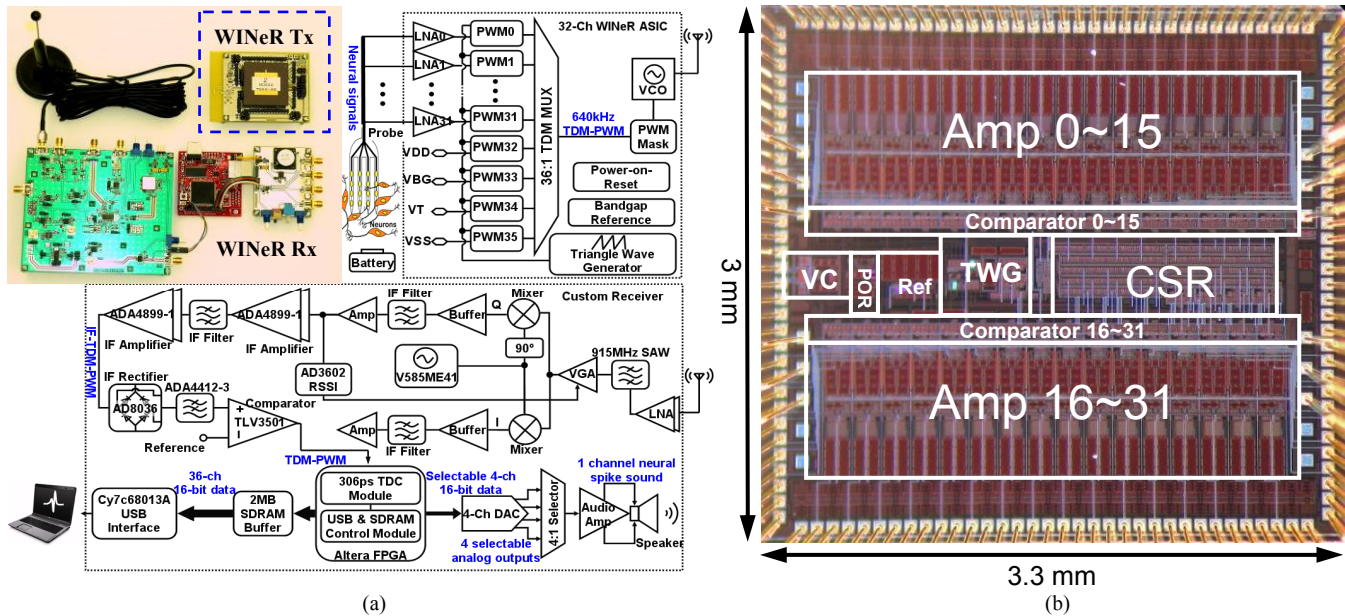 WINeR Tx
WINeR Rx
32-Ch WINeR ASIC
Neural signals
LNA0
PWM0
LNA1
PWM1
LNA31
PWM31
Probe
VDD
PWM32
VBG
PWM33
VT
PWM34
VSS
PWM35
Neurons
Battery
36:1 TDM MUX
640kHz
TDM-PWM
VCO
PWM
Mask
Power-on-
Reset
Bandgap
Reference
Triangle Wave
Generator
Custom Receiver
ADA4899-1
IF Amplifier
IF Filter
ADA4899-1
IF Amplifier
Amp
IF Filter
Buffer
Q
Mixer
90º
V585ME41
AD3602
RSSI
VGA
915MHz SAW
LNA
IF-TDM-PWM
IF Rectifier
AD8036
ADA4412-3
Comparator
+
TLV3501
-
Reference
Amp
IF Filter
Buffer
I
Mixer
TDM-PWM
36-ch
16-bit data
Cy7c68013A
USB
Interface
2MB
SDRAM
Buffer
306ps TDC
Module
USB & SDRAM
Control Module
Altera FPGA
Selectable 4-ch
16-bit data
4-Ch DAC
4 selectable
analog outputs
4:1 Selector
1 channel neural
spike sound
Audio
Amp
Speaker
(a)
Amp 0~15
Comparator 0~15
VC
POR
Ref
TWG
CSR
Comparator 16~31
Amp 16~31
3 mm
3.3 mm
(b)